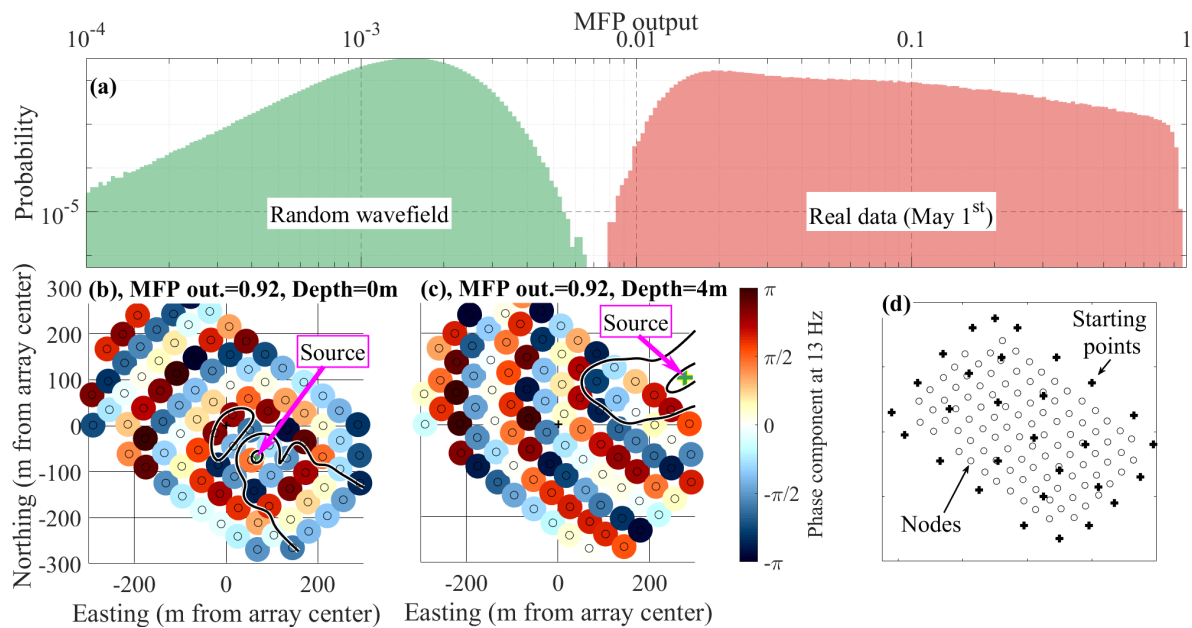 MFP output
10^-4
10^-3
0.01
0.1
1
(a)
Probability
10^-5
Random wavefield
Real data (May 1^st)
(b), MFP out.=0.92, Depth=0m
(c), MFP out.=0.92, Depth=4m
(d)
Northing (m from array center)
300
200
100
0
-100
-200
-300
Source
-200
0
200
Easting (m from array center)
Source
-200
0
200
Easting (m from array center)
π
π/2
0
-π/2
-π
Phase component at 13 Hz
Starting
points
Nodes